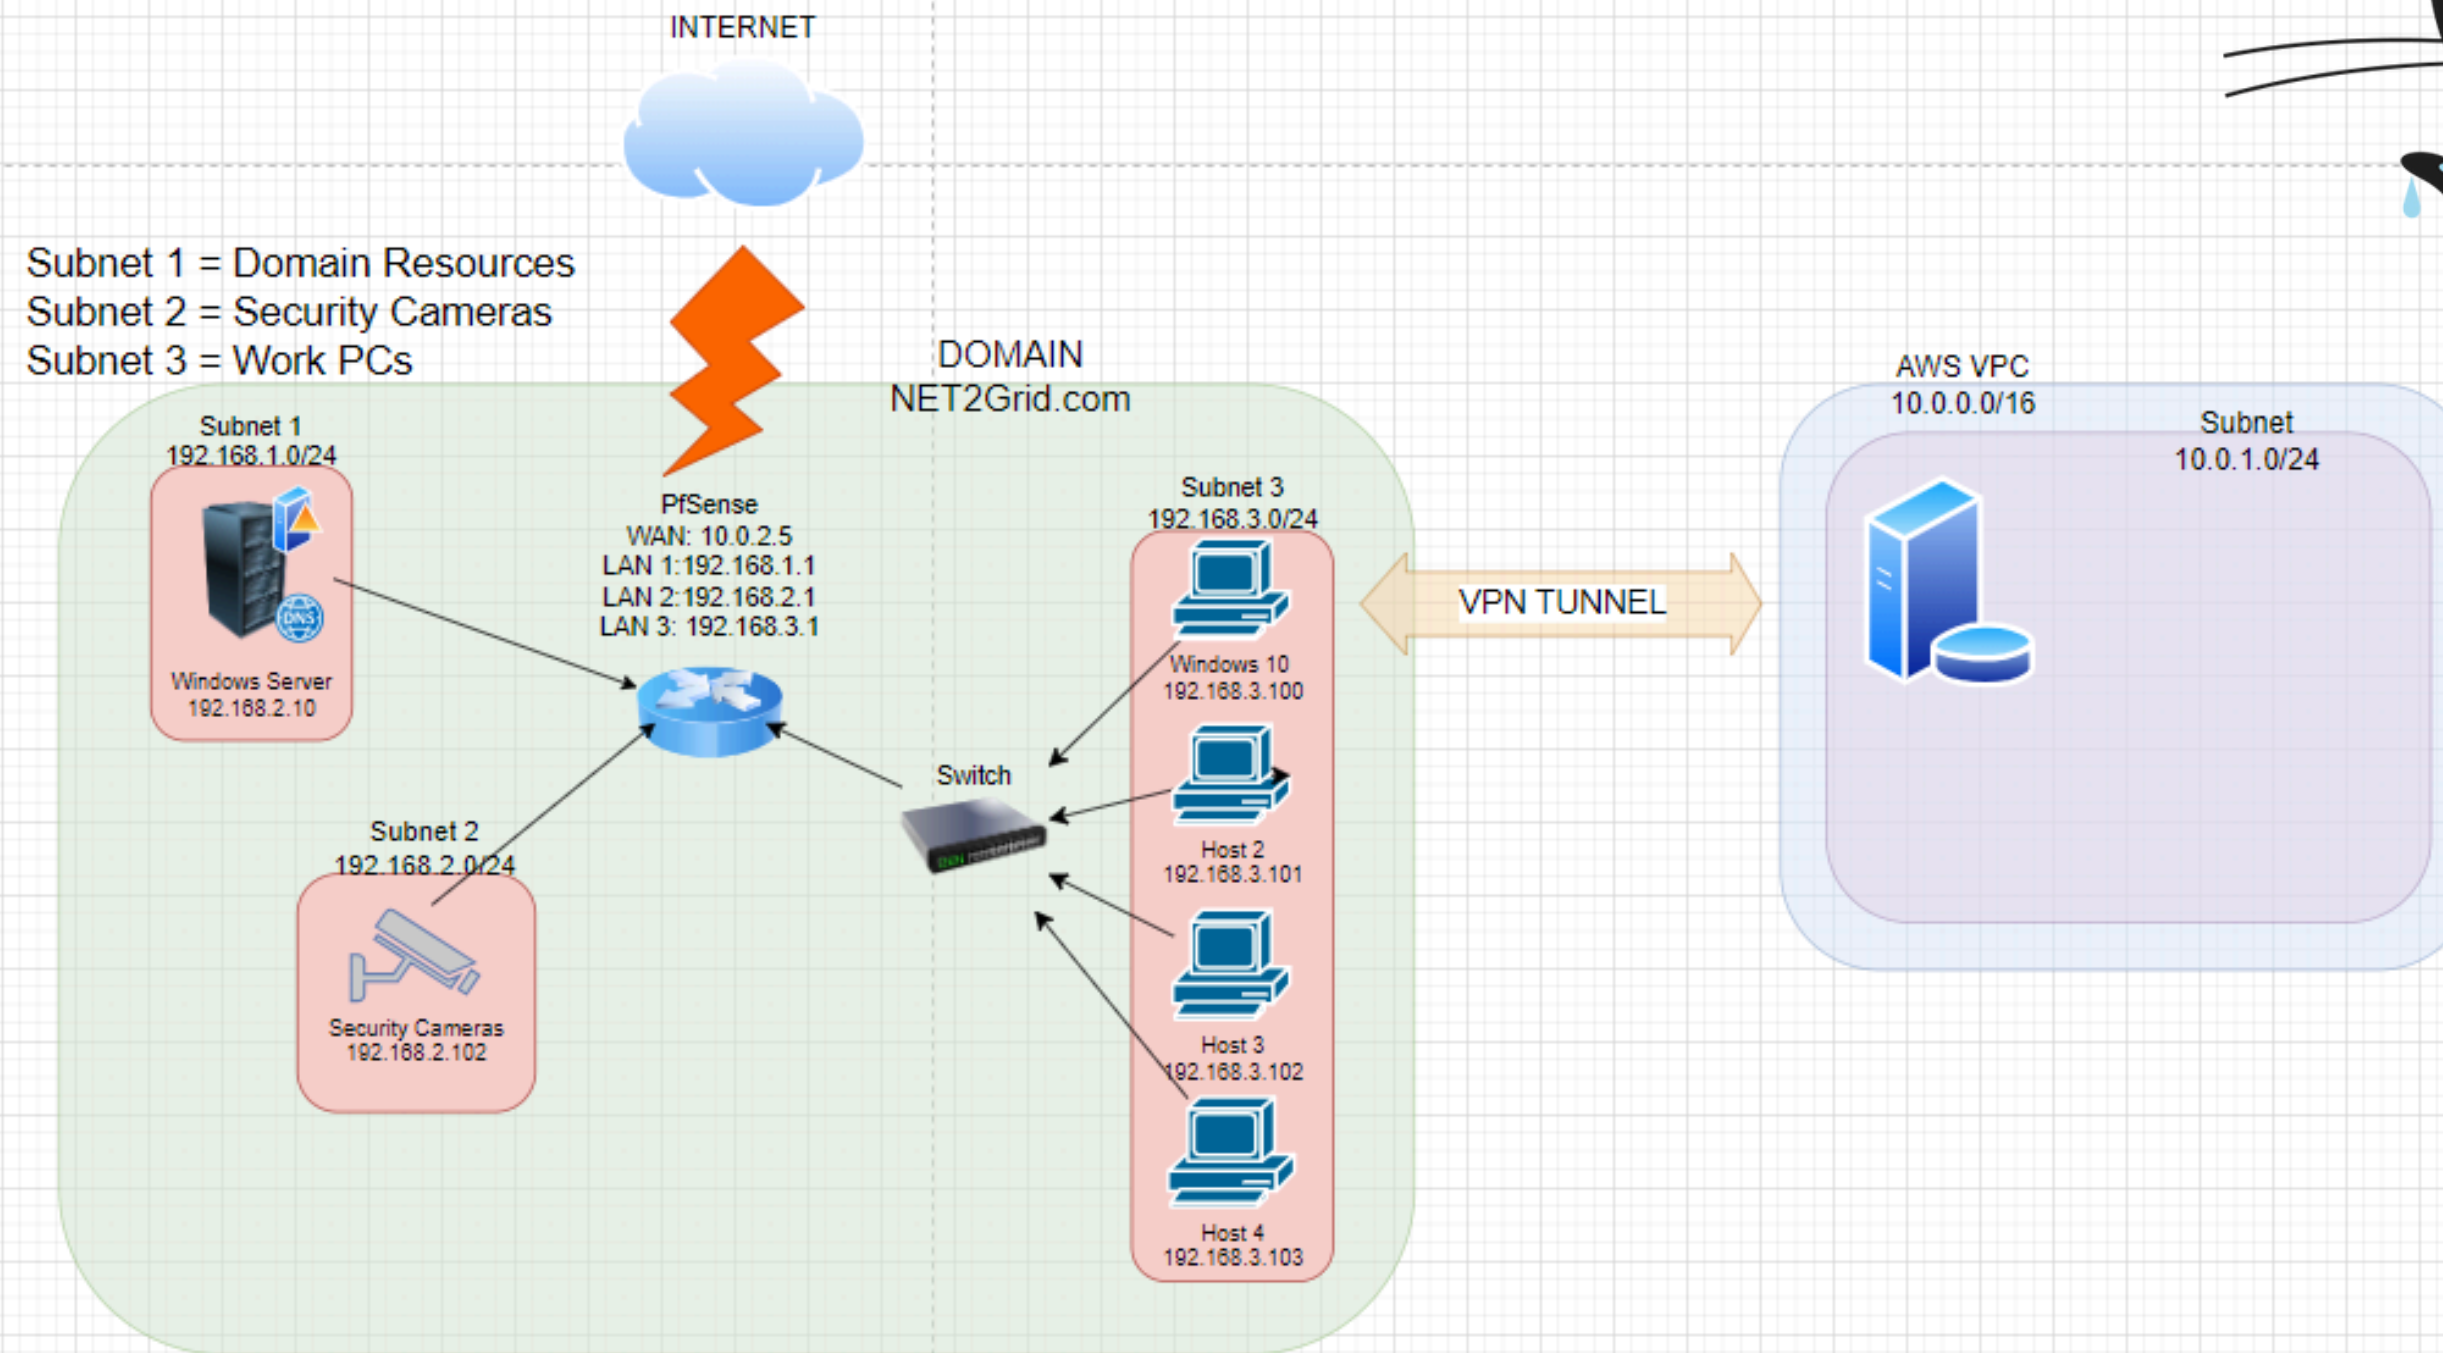 INTERNET
Subnet 1 = Domain Resources
Subnet 2 = Security Cameras
Subnet 3 = Work PCs
DOMAIN
NET2Grid.com
AWS VPC
10.0.0.0/16
Subnet
10.0.1.0/24
Subnet 1
192.168.1.0/24
DNS
Windows Server
192.168.2.10
PfSense
WAN: 10.0.2.5
LAN 1:192.168.1.1
LAN 2:192.168.2.1
LAN 3: 192.168.3.1
Subnet 3
192.168.3.0/24
Windows 10
192.168.3.100
VPN TUNNEL
Switch
Host 2
192.168.3.101
Subnet 2
192.168.2.0/24
Security Cameras
192.168.2.102
Host 3
192.168.3.102
Host 4
192.168.3.103